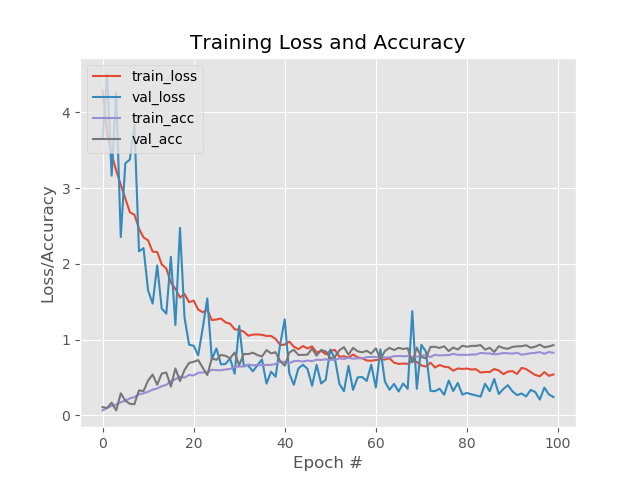 Training Loss and Accuracy
train_loss
val_loss
train_acc
val_acc
4
3
2
1
0
Loss/Accuracy
0 20 40 60 80 100
Epoch #